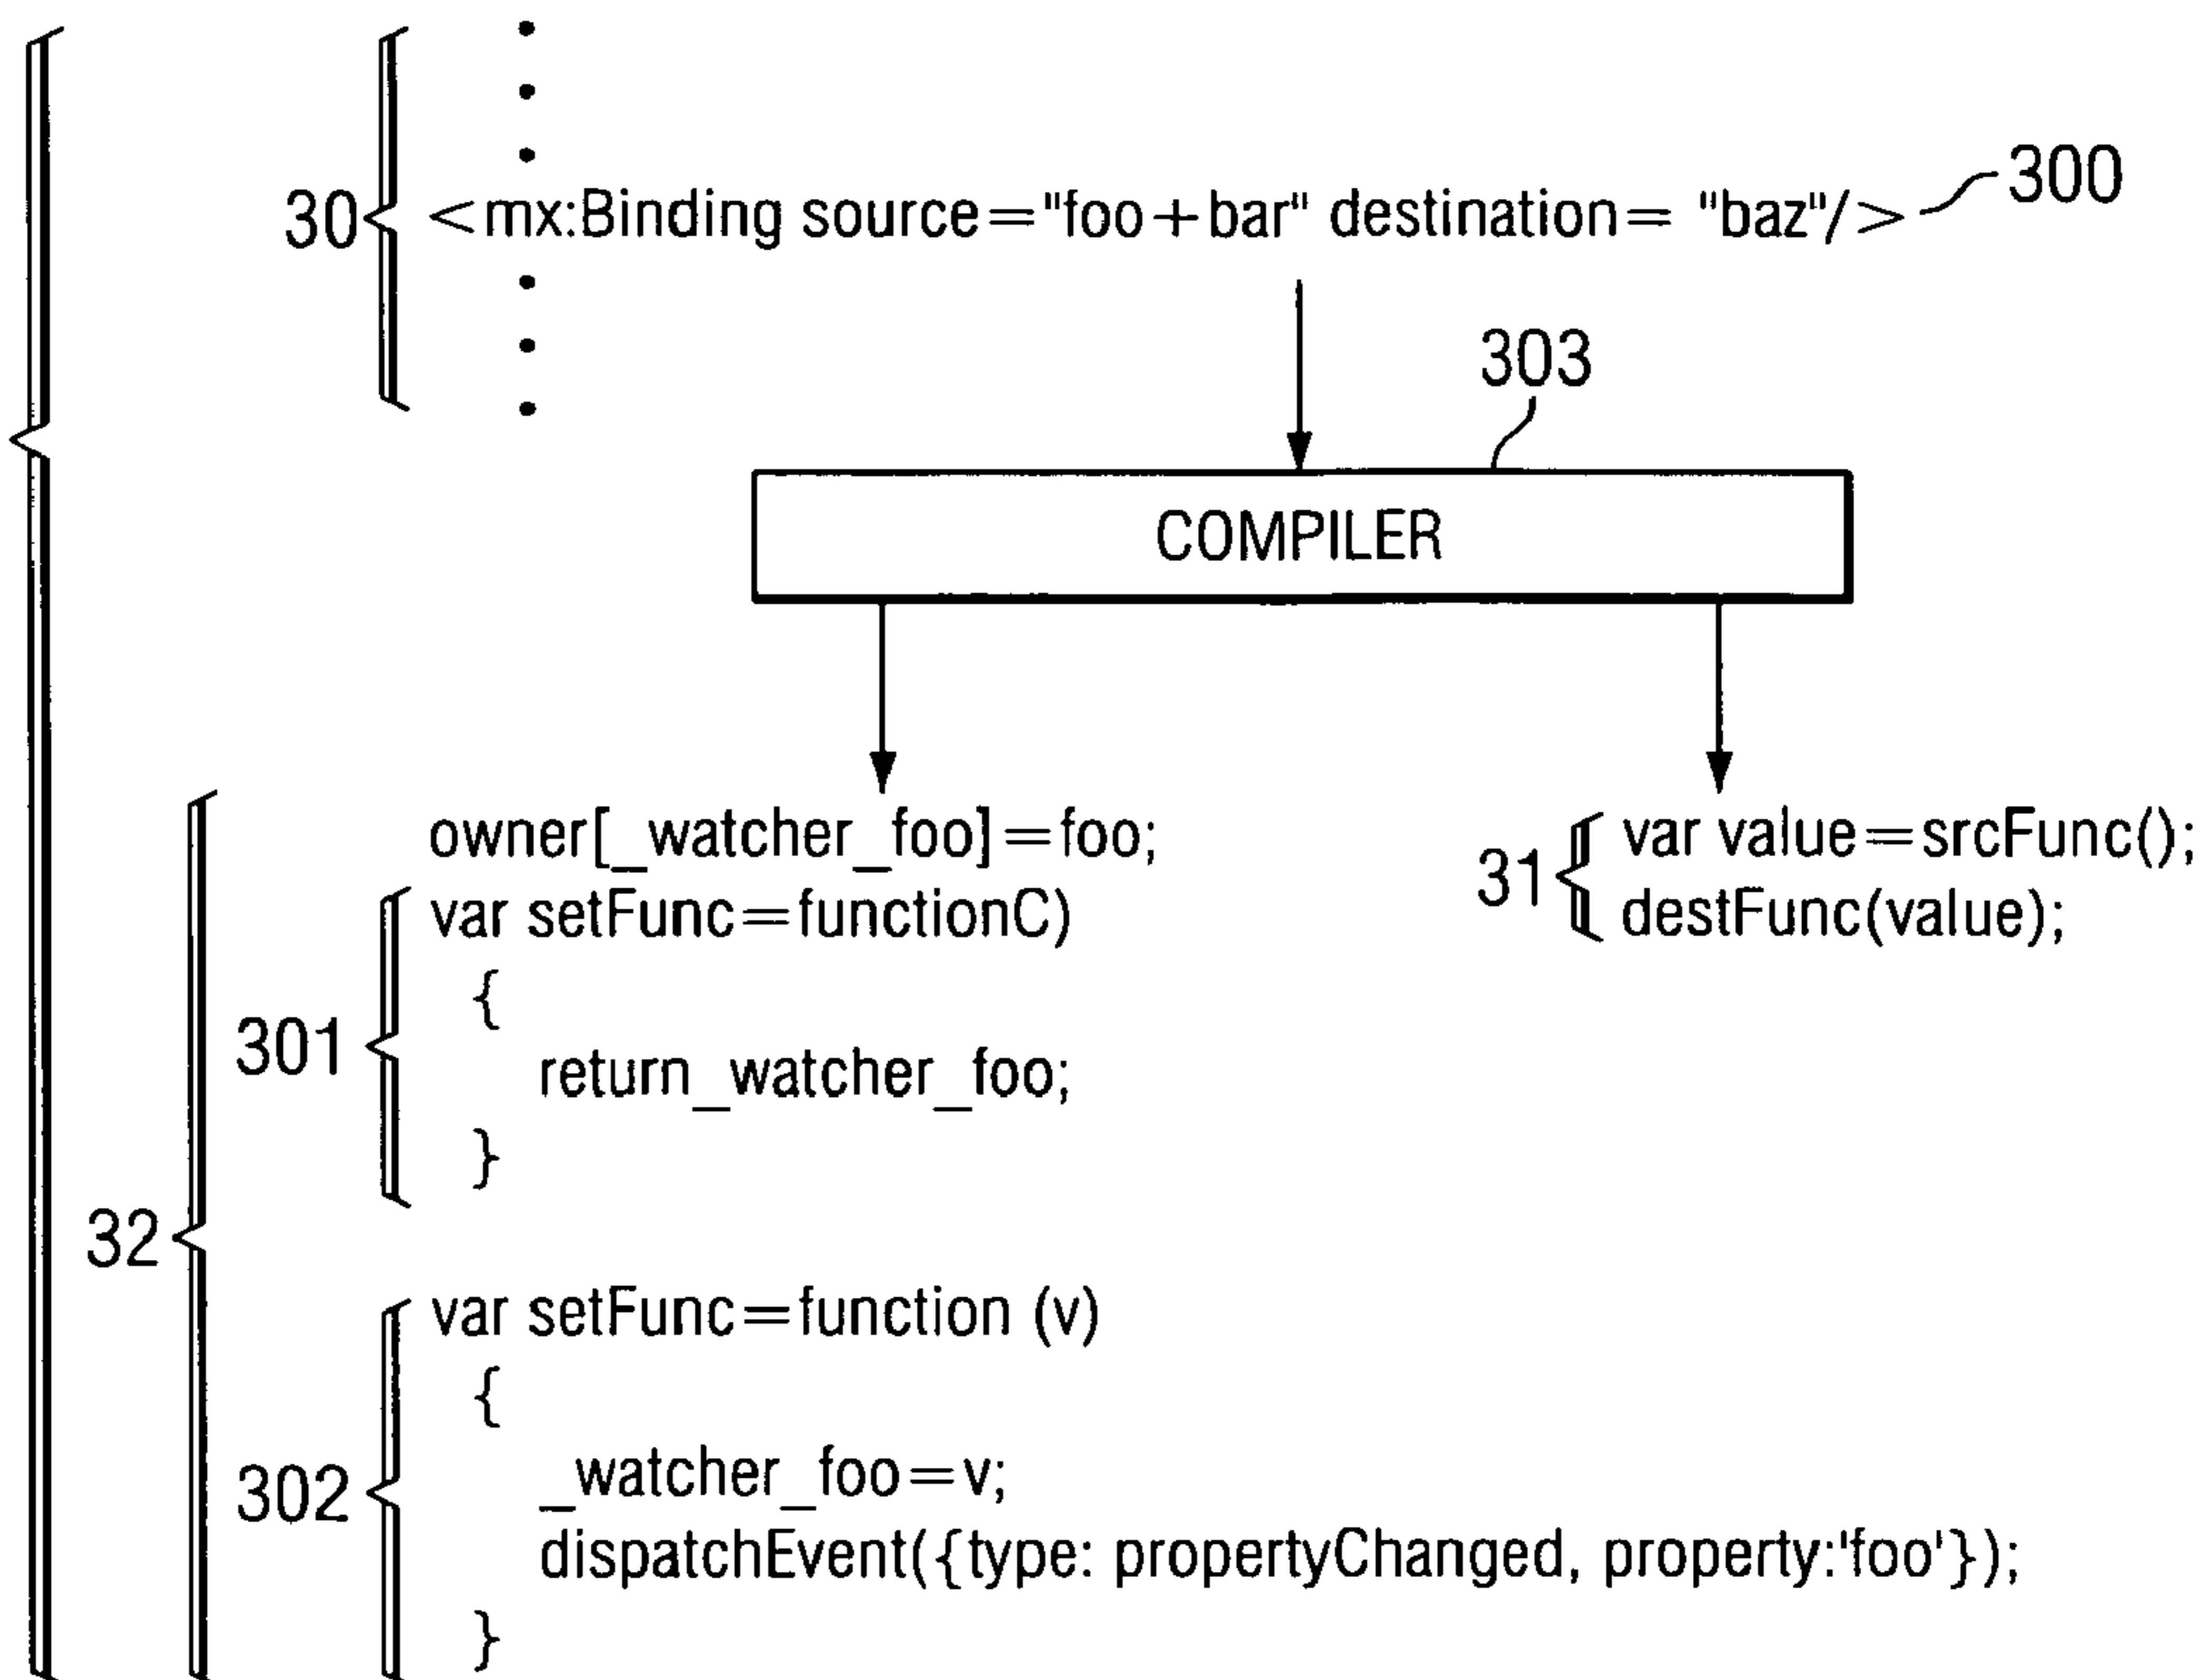 30 <mx:Binding source="foo+bar" destination= "baz"/> 300
303
COMPILER
owner[_watcher_foo]=foo;
var setFunc=functionC)
{
301
return_watcher_foo;
}
31 var value=srcFunc();
destFunc(value);
32
var setFunc=function (v)
{
302
_watcher_foo=v;
dispatchEvent({type: propertyChanged, property:'foo'});
}